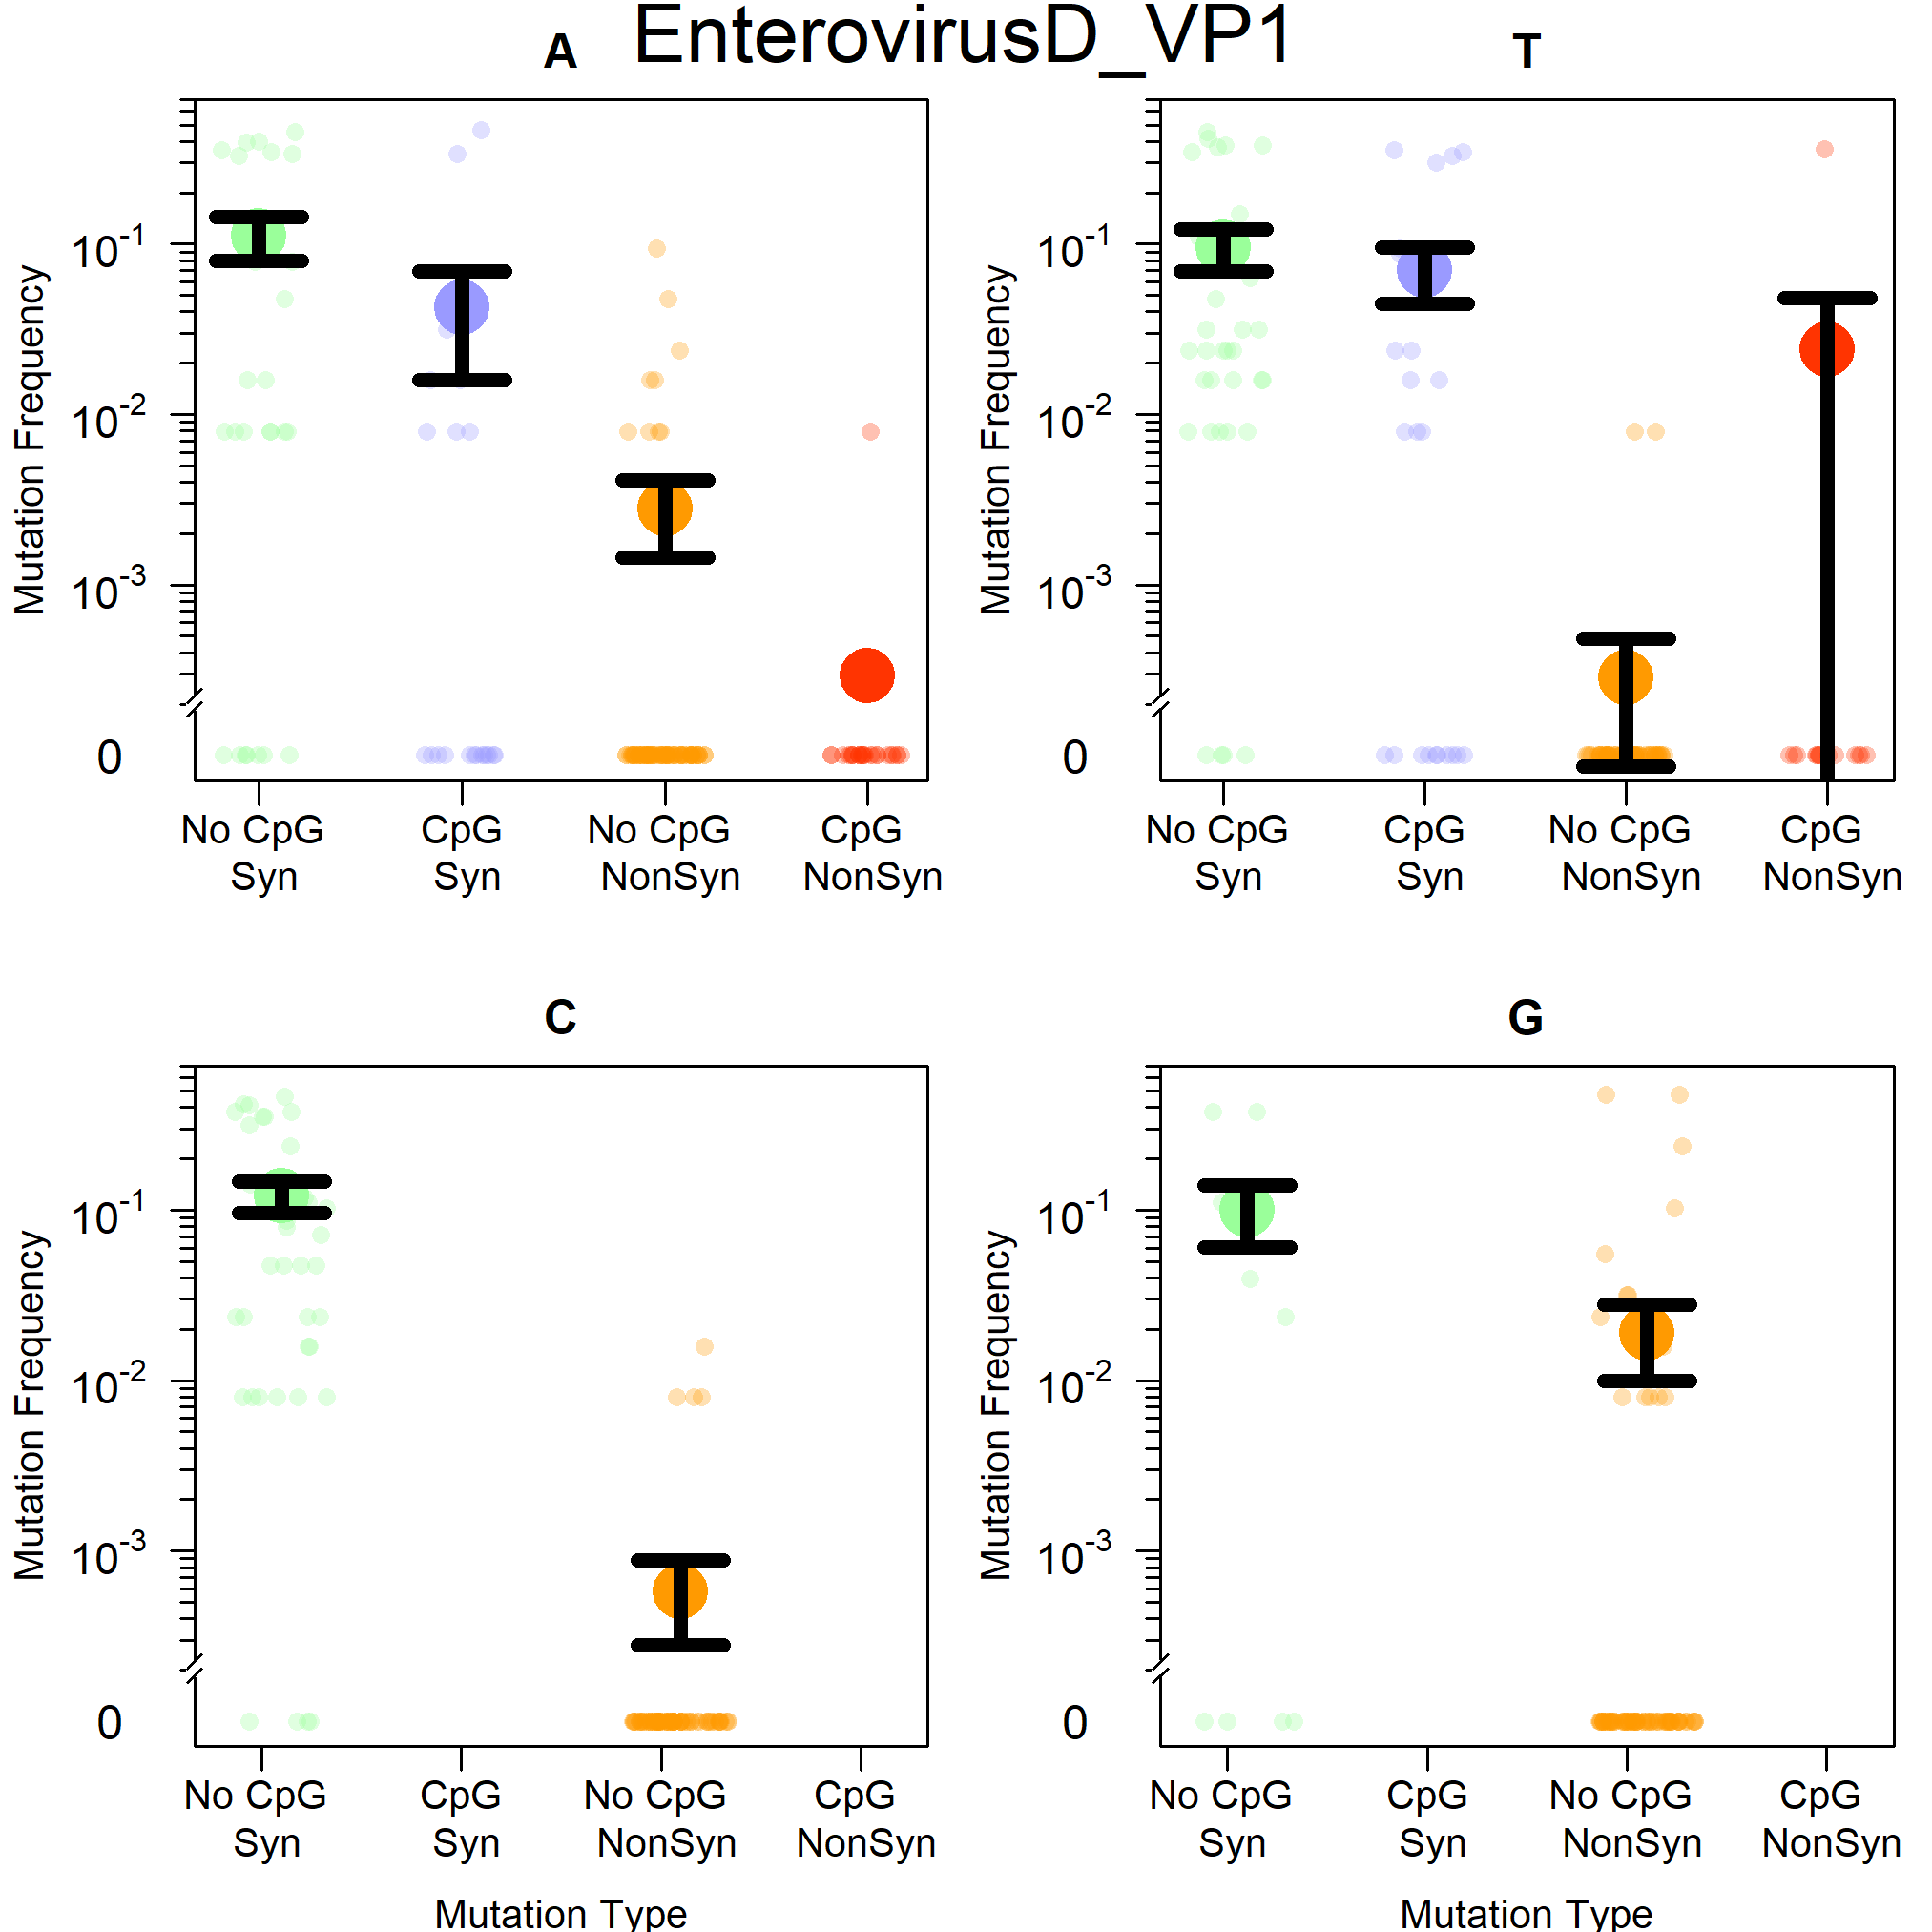 EnterovirusD_VP1
A
Mutation Frequency
10-1
10-2
10-3
0
No CpG Syn
CpG Syn
No CpG NonSyn
CpG NonSyn
T
Mutation Frequency
10-1
10-2
10-3
0
No CpG Syn
CpG Syn
No CpG NonSyn
CpG NonSyn
C
Mutation Frequency
10-1
10-2
10-3
0
No CpG Syn
CpG Syn
No CpG NonSyn
CpG NonSyn
Mutation Type
G
Mutation Frequency
10-1
10-2
10-3
0
No CpG Syn
CpG Syn
No CpG NonSyn
CpG NonSyn
Mutation Type